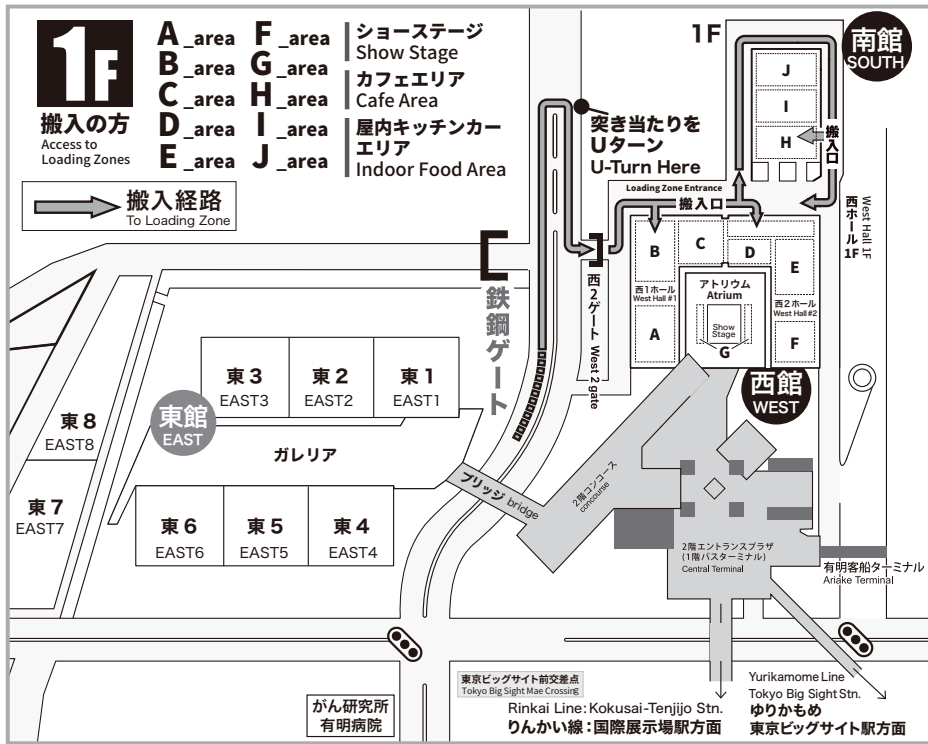 1F
搬入の方
Access to
Loading Zones
A_area
B_area
C_area
D_area
E_area
F_area
G_area
H_area
I_area
J_area
ショーステージ
Show Stage
カフェエリア
Cafe Area
屋内キッチンカー
エリア
Indoor Food Area
搬入経路
To Loading Zone
突き当たりを
Uターン
U-Turn Here
1F
南館
SOUTH
J
I
H
搬入口
Loading Zone Entrance
搬入口
West Hall 1F
西ホール1F
B
C
D
E
西1ホール
West Hall #1
アトリウム
Atrium
西2ホール
West Hall #2
A
Show
Stage
G
F
西館
WEST
鉄鋼ゲート
西2ゲート West 2 gate
東3
EAST3
東2
EAST2
東1
EAST1
東館
EAST
東8
EAST8
ガレリア
東7
EAST7
東6
EAST6
東5
EAST5
東4
EAST4
ブリッジ bridge
2階コンコース
concourse
2階エントランスプラザ
(1階バスターミナル)
Central Terminal
有明客船ターミナル
Ariake Terminal
東京ビッグサイト前交差点
Tokyo Big Sight Mae Crossing
がん研究所
有明病院
Rinkai Line:Kokusai-Tenjijo Stn.
りんかい線:国際展示場駅方面
Yurikamome Line
Tokyo Big Sight Stn.
ゆりかもめ
東京ビッグサイト駅方面